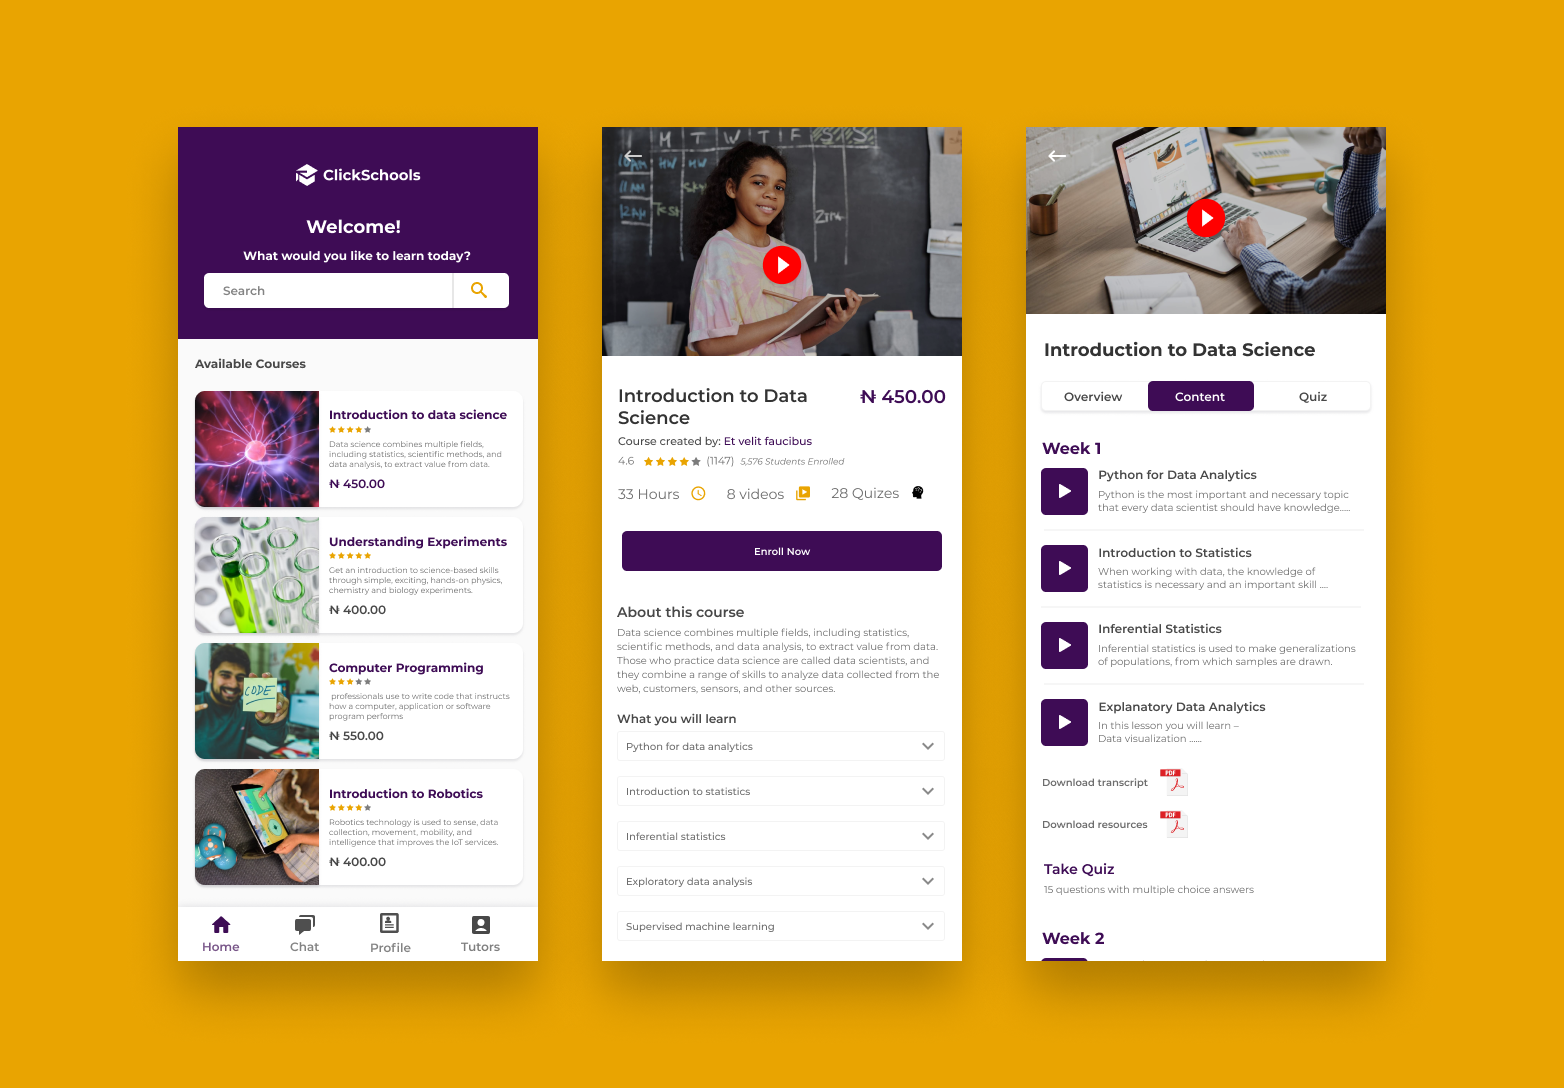 ClickSchools
Welcome!
What would you like to learn today?
Search
Available Courses
Introduction to data science
Data science combines multiple fields,
including statistics, scientific methods, and
data analysis, to extract value from data.
₦ 450.00
Understanding Experiments
Get an introduction to science-based skills
through simple, exciting, hands-on physics,
chemistry and biology experiments.
₦ 400.00
CODE
Computer Programming
professionals use to write code that instructs
how a computer, application or software
program performs
₦ 550.00
Introduction to Robotics
Robotics technology is used to sense, data
collection, movement, mobility, and
intelligence that improves the IoT services.
₦ 400.00
Home
Chat
Profile
Tutors
M T W T F S S
HW HW
11 AM
12AM
Introduction to Data
Science
₦ 450.00
Course created by: Et velit faucibus
4.6 (1147) 5,576 Students Enrolled
33 Hours 8 videos 28 Quizes
Enroll Now
About this course
Data science combines multiple fields, including statistics,
scientific methods, and data analysis, to extract value from data.
Those who practice data science are called data scientists, and
they combine a range of skills to analyze data collected from the
web, customers, sensors, and other sources.
What you will learn
Python for data analytics
Introduction to statistics
Inferential statistics
Exploratory data analysis
Supervised machine learning
STARTUP
Introduction to Data Science
Overview Content Quiz
Week 1
Python for Data Analytics
Python is the most important and necessary topic
that every data scientist should have knowledge.....
Introduction to Statistics
When working with data, the knowledge of
statistics is necessary and an important skill ....
Inferential Statistics
Inferential statistics is used to make generalizations
of populations, from which samples are drawn.
Explanatory Data Analytics
In this lesson you will learn –
Data visualization ......
Download transcript PDF
Download resources PDF
Take Quiz
15 questions with multiple choice answers
Week 2